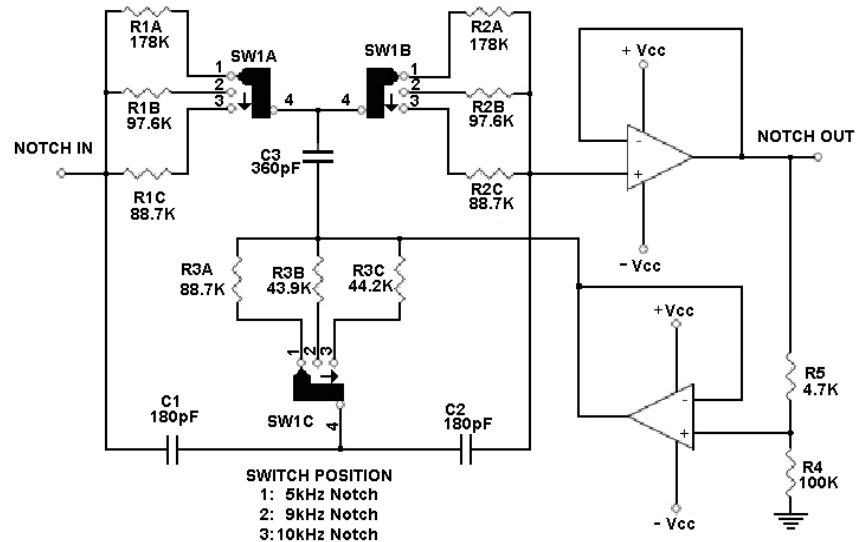 R1A
178K
SW1A
SW1B
R2A
178K
1
2
3
4
4
1
2
3
R1B
97.6K
R2B
97.6K
NOTCH IN
R1C
88.7K
C3
360pF
R2C
88.7K
+ Vcc
-
+
- Vcc
NOTCH OUT
R3A
88.7K
R3B
43.9K
R3C
44.2K
1
2
3
SW1C
4
+Vcc
-
+
- Vcc
R5
4.7K
R4
100K
C1
180pF
C2
180pF
SWITCH POSITION
1: 5kHz Notch
2: 9kHz Notch
3: 10kHz Notch